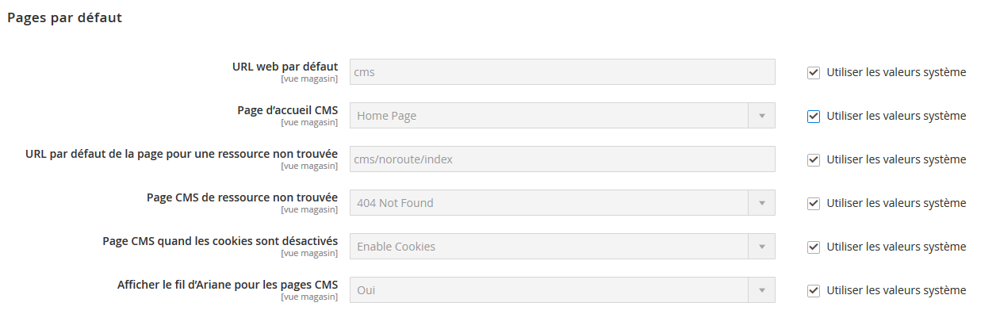 Pages par défaut
URL web par défaut
[vue magasin]
cms
Utiliser les valeurs système
Page d’accueil CMS
[vue magasin]
Home Page
Utiliser les valeurs système
URL par défaut de la page pour une ressource non trouvée
[vue magasin]
cms/noroute/index
Utiliser les valeurs système
Page CMS de ressource non trouvée
[vue magasin]
404 Not Found
Utiliser les valeurs système
Page CMS quand les cookies sont désactivés
[vue magasin]
Enable Cookies
Utiliser les valeurs système
Afficher le fil d’Ariane pour les pages CMS
[vue magasin]
Oui
Utiliser les valeurs système